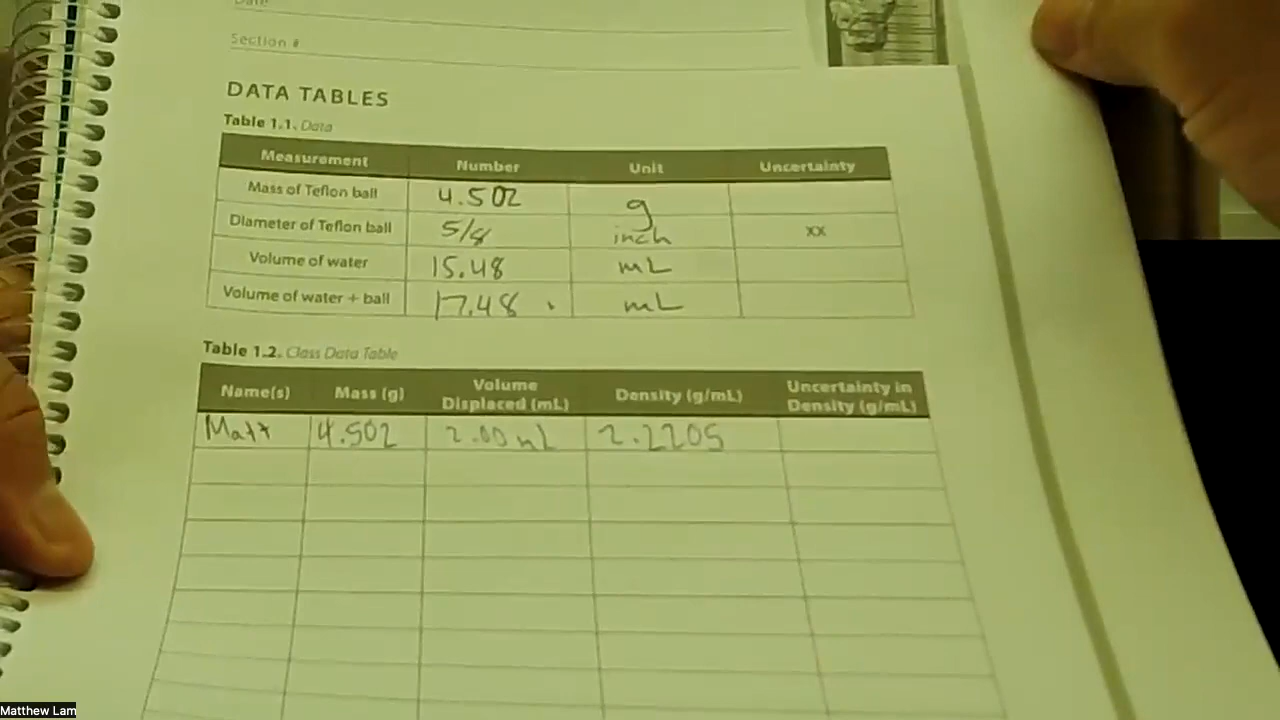 Date
Section #
DATA TABLES
Table 1.1. Data
Measurement Number Unit Uncertainty
Mass of Teflon ball 4.502 g
Diameter of Teflon ball 5/8 inch XX
Volume of water 15.48 mL
Volume of water + ball 17.48 mL
Table 1.2. Class Data Table
Name(s) Mass (g) Volume Displaced (mL) Density (g/mL) Uncertainty in Density (g/mL)
Matt 4.502 2.00 mL 2.2205
Matthew Lam